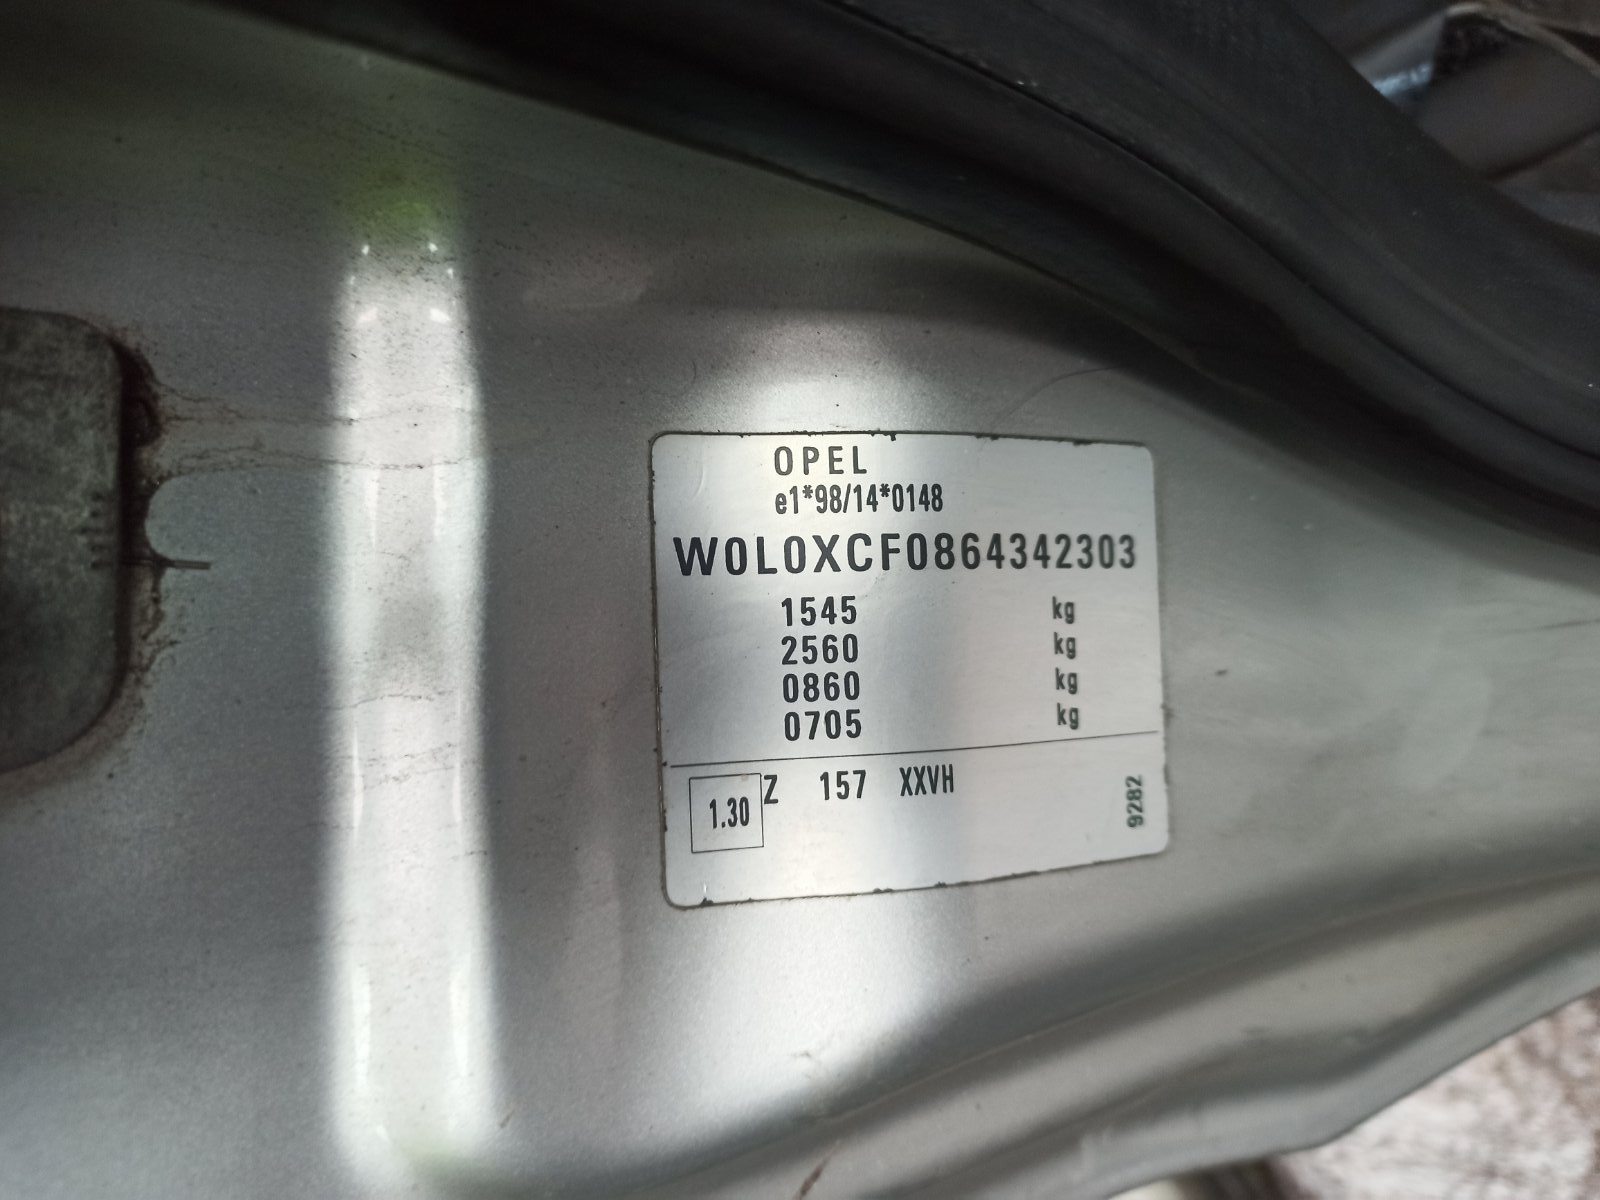 OPEL
e1*98/14*0148
W0L0XCF0864342303
1545 kg
2560 kg
0860 kg
0705 kg
1.30 Z 157 XXVH
9282